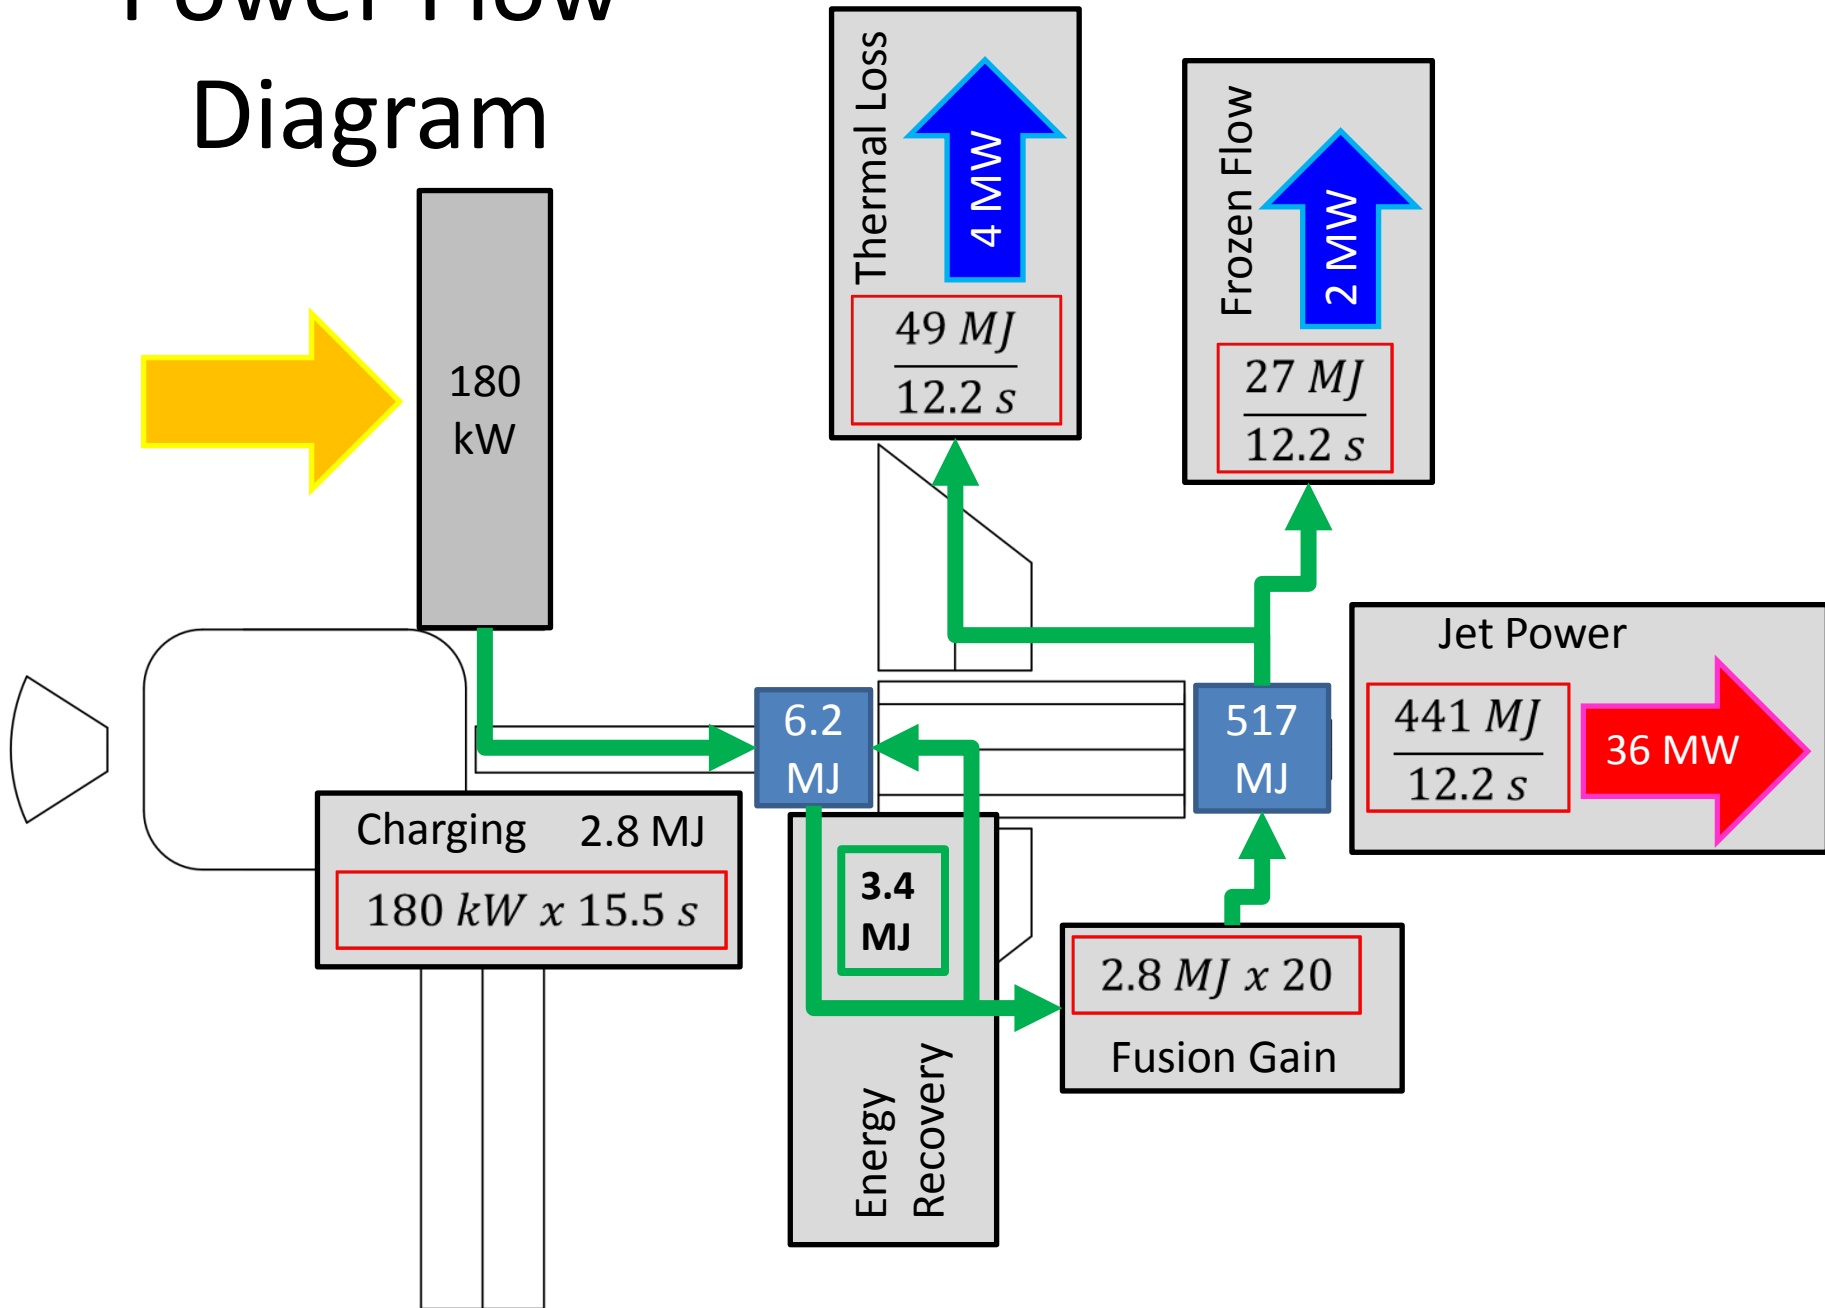 Power Flow
Diagram
180
kW
Thermal Loss
4 MW
49 MJ
12.2 s
Frozen Flow
2 MW
27 MJ
12.2 s
Jet Power
441 MJ
12.2 s
36 MW
6.2
MJ
517
MJ
Charging 2.8 MJ
180 kW x 15.5 s
3.4
MJ
Energy
Recovery
2.8 MJ x 20
Fusion Gain